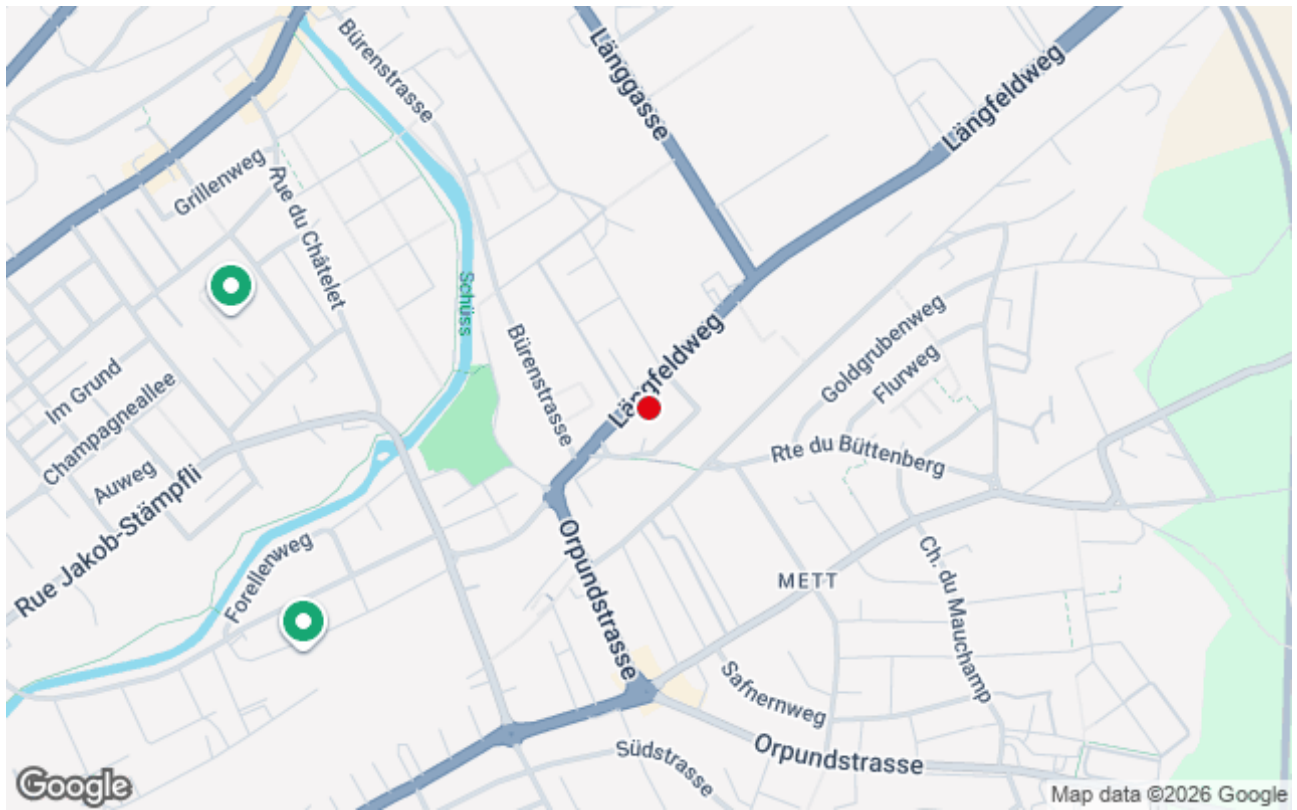 Bürenstrasse
Länggasse
Längfeldweg
Grillenweg
Rue du Châtelet
Schüss
Bürenstrasse
Längfeldweg
Goldgrubenweg
Flurweg
Im Grund
Champagneallee
Auweg
Rue Jakob-Stämpfli
Rte du Büttenberg
Forellenweg
Orpundstrasse
METT
Ch. du Mauchamp
Safnernweg
Orpundstrasse
Südstrasse
Google
Map data ©2026 Google